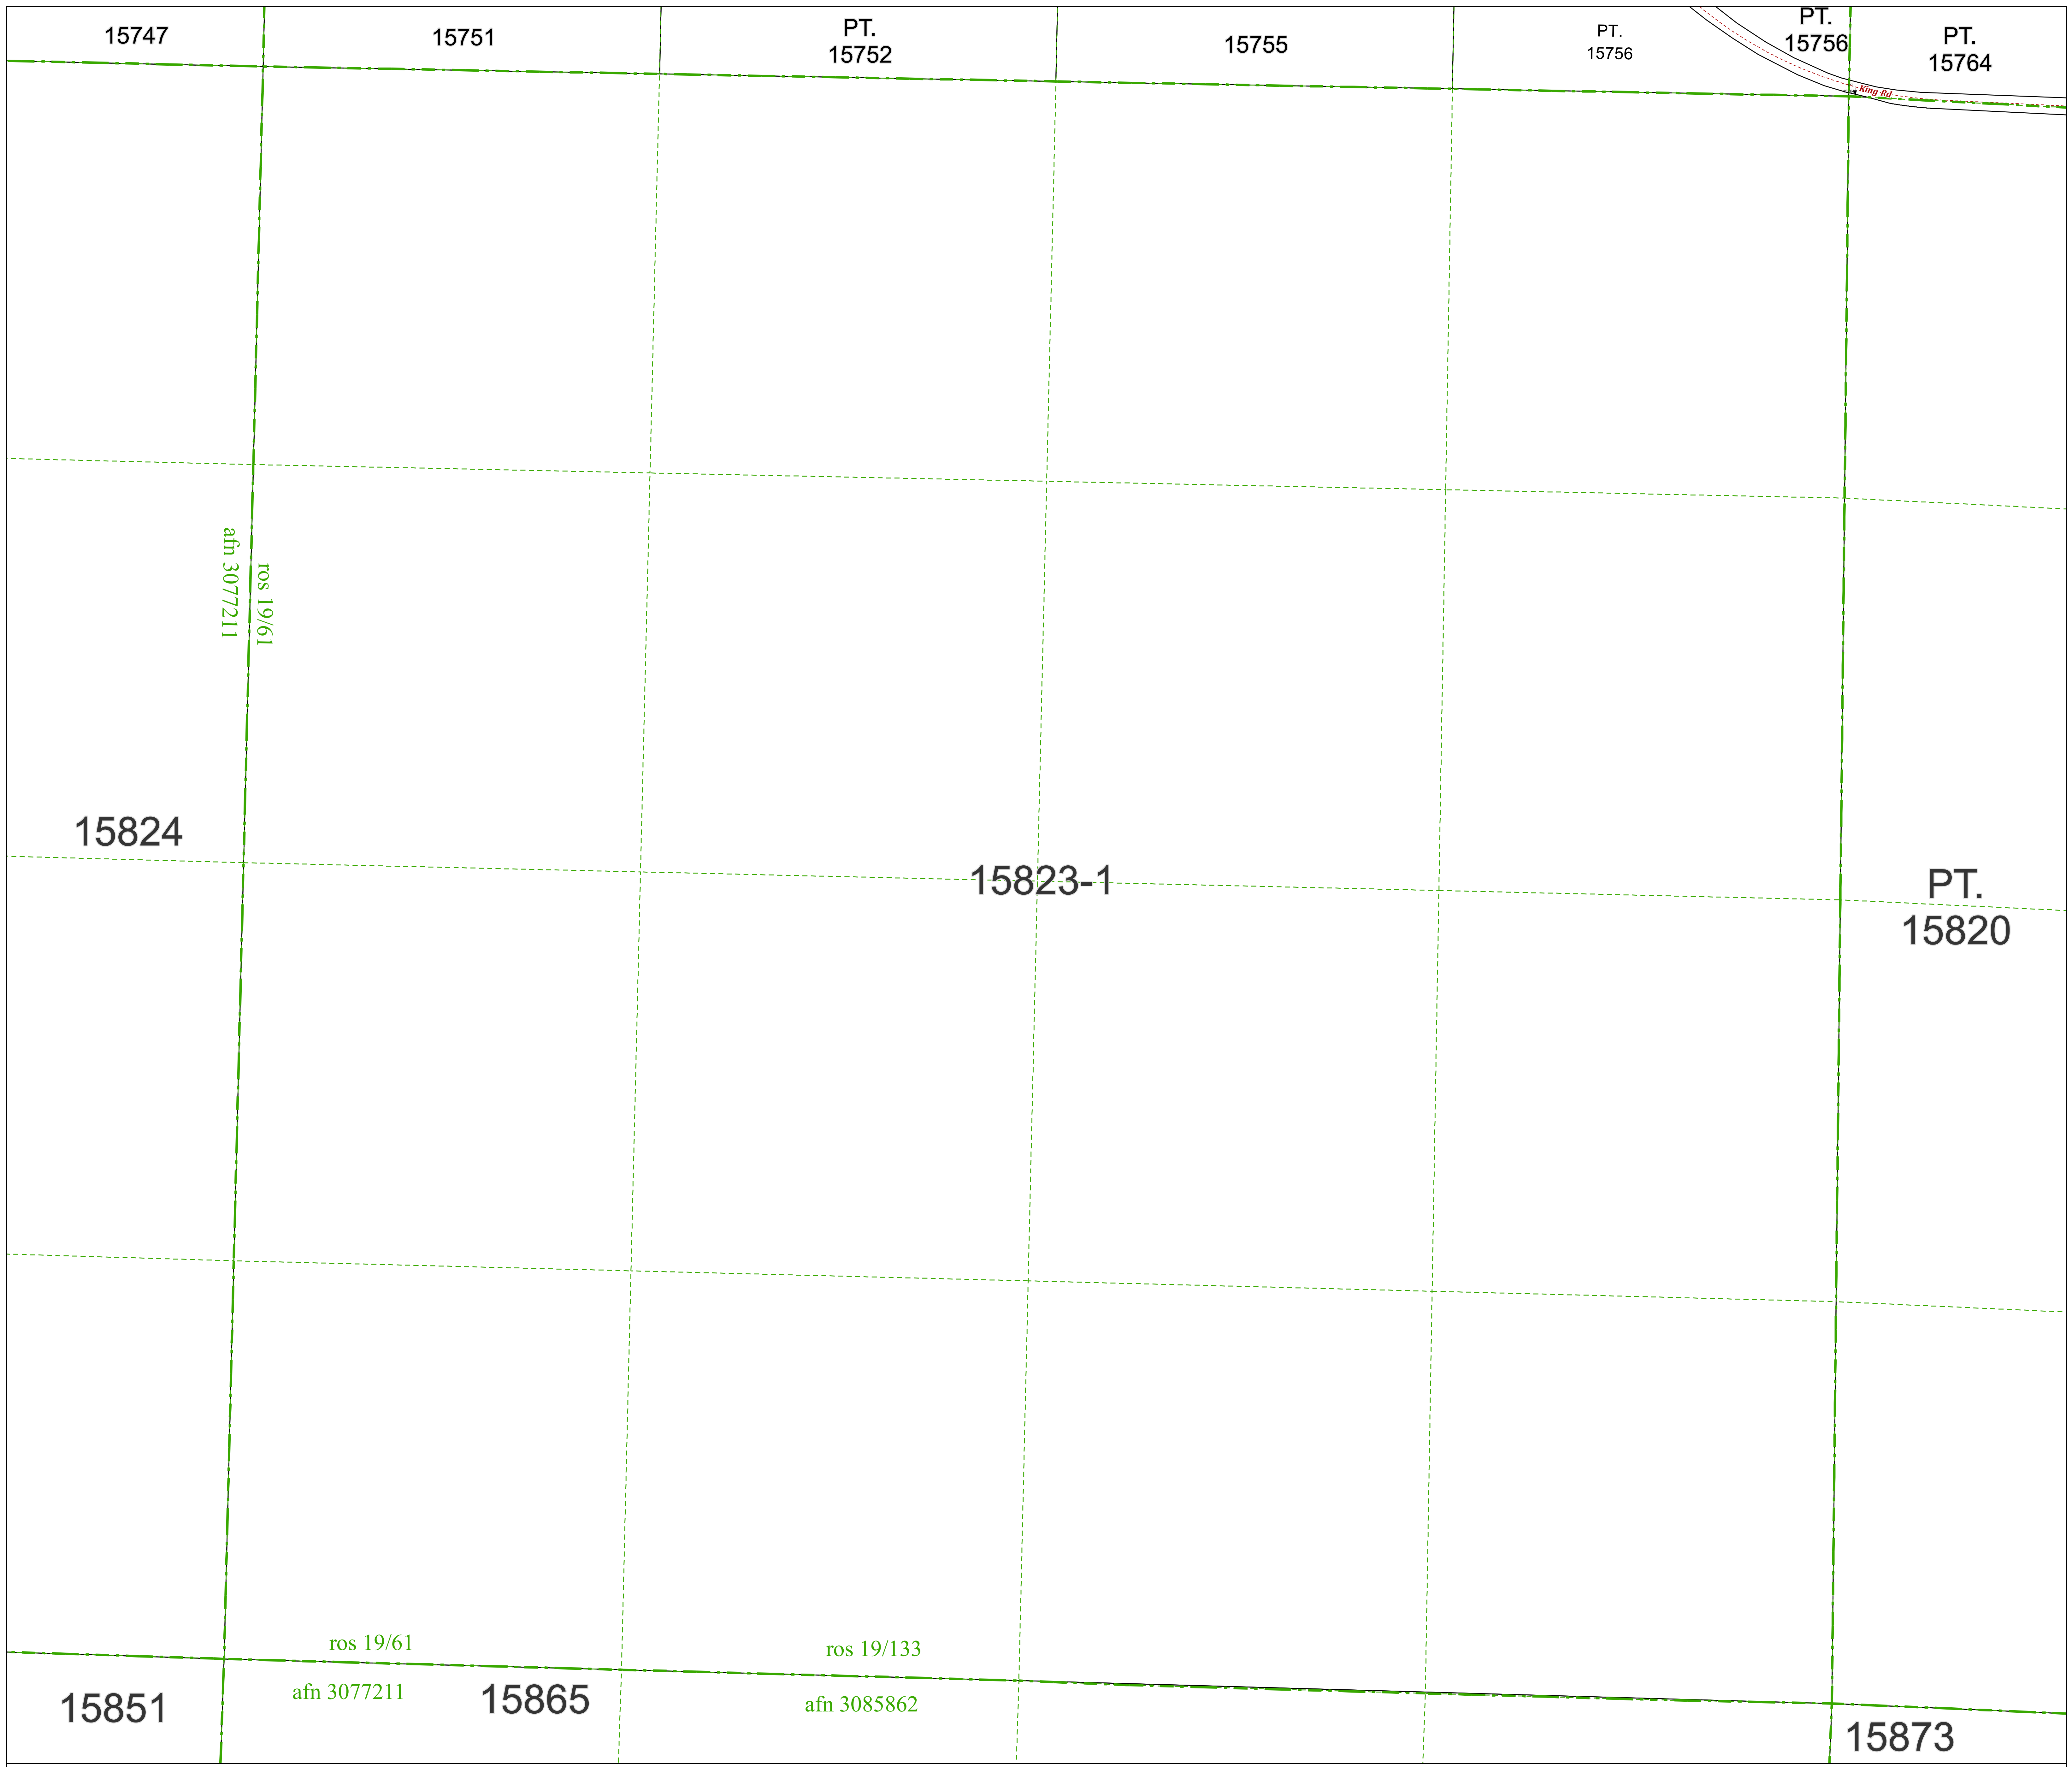 15747
15751
PT.
15752
15755
PT.
15756
PT.
15756
PT.
15764
King Rd
afn 3077211
ros 19/61
15824
15823-1
PT.
15820
ros 19/61
ros 19/133
afn 3077211
15865
afn 3085862
15851
15873